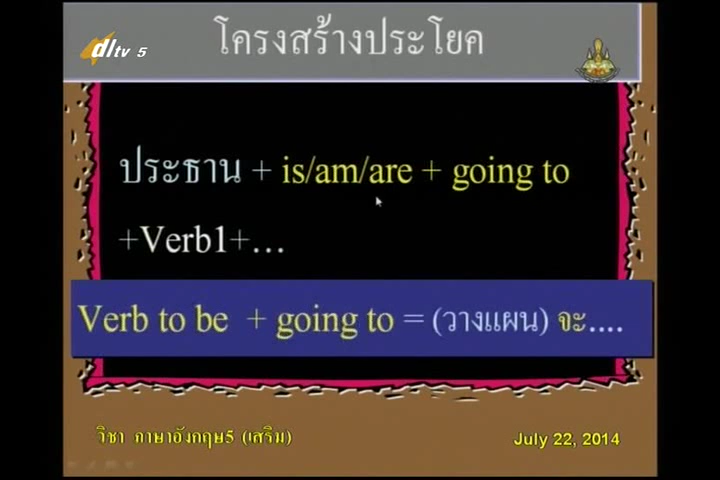 dltv 5
โครงสร้างประโยค
ประธาน + is/am/are + going to
+Verb1+...
Verb to be + going to = (วางแผน) จะ....
วิชา ภาษาอังกฤษ5 (เสริม)
July 22, 2014